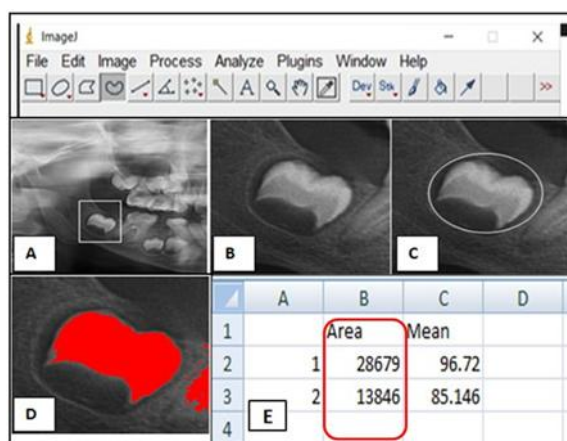 ImageJ
File Edit Image Process Analyze Plugins Window Help
A Dev Stk >>
A
B
C
D
A B C D
1 Area Mean
2 1 28679 96.72
3 2 13846 85.146
4
E